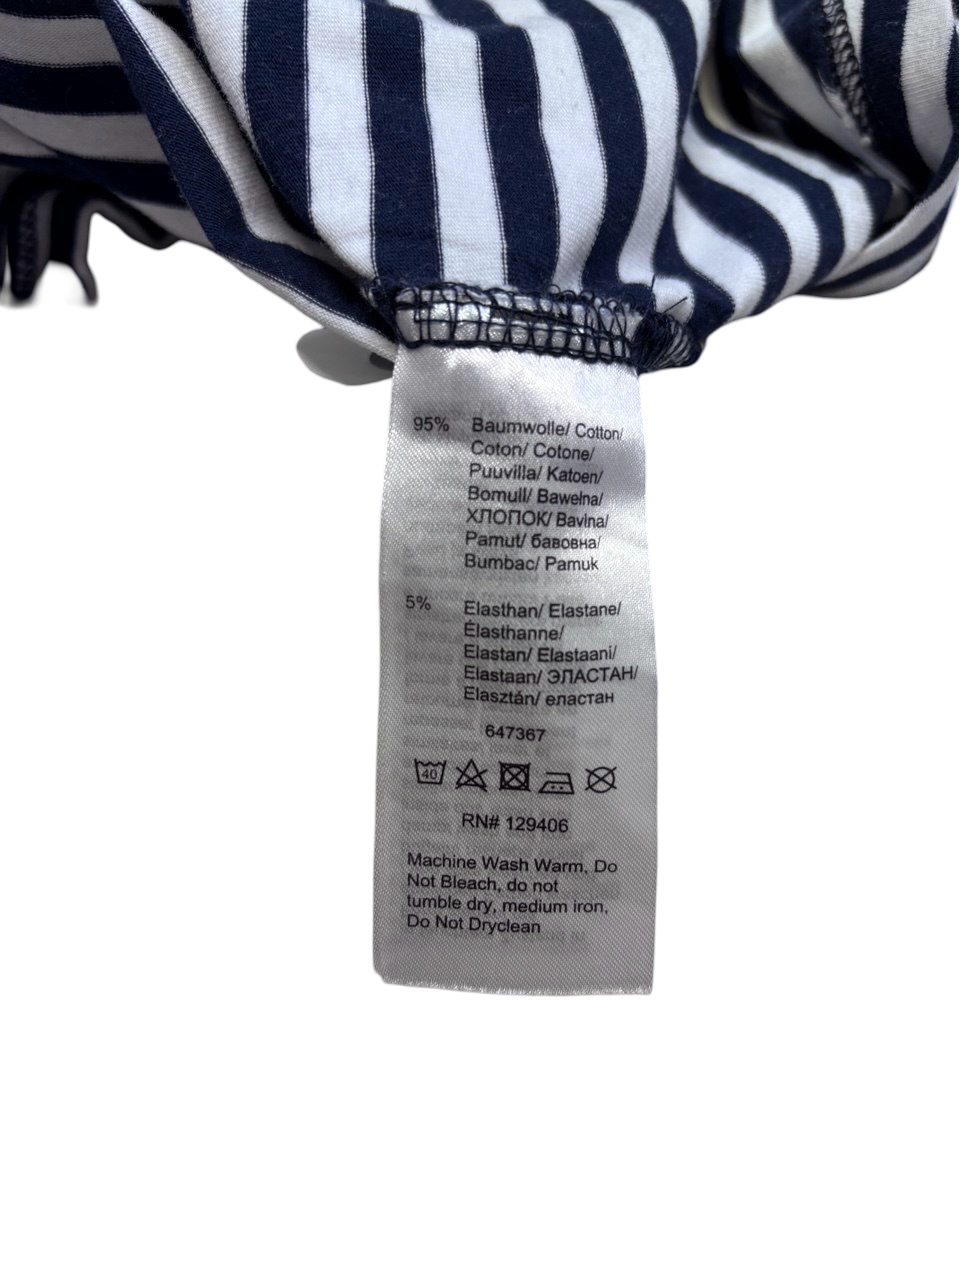 95% Baumwolle/ Cotton/
Coton/ Cotone/
Puuvilla/ Katoen/
Bomull/ Bawełna/
ХЛОПОК/ Bavlna/
Pamut/ бавовна/
Bumbac/ Pamuk
5% Elasthan/ Elastane/
Élasthanne/
Elastan/ Elastaani/
Elastaan/ ЭЛАСТАН/
Elasztán/ еластан
647367
40
RN# 129406
Machine Wash Warm, Do
Not Bleach, do not
tumble dry, medium iron,
Do Not Dryclean